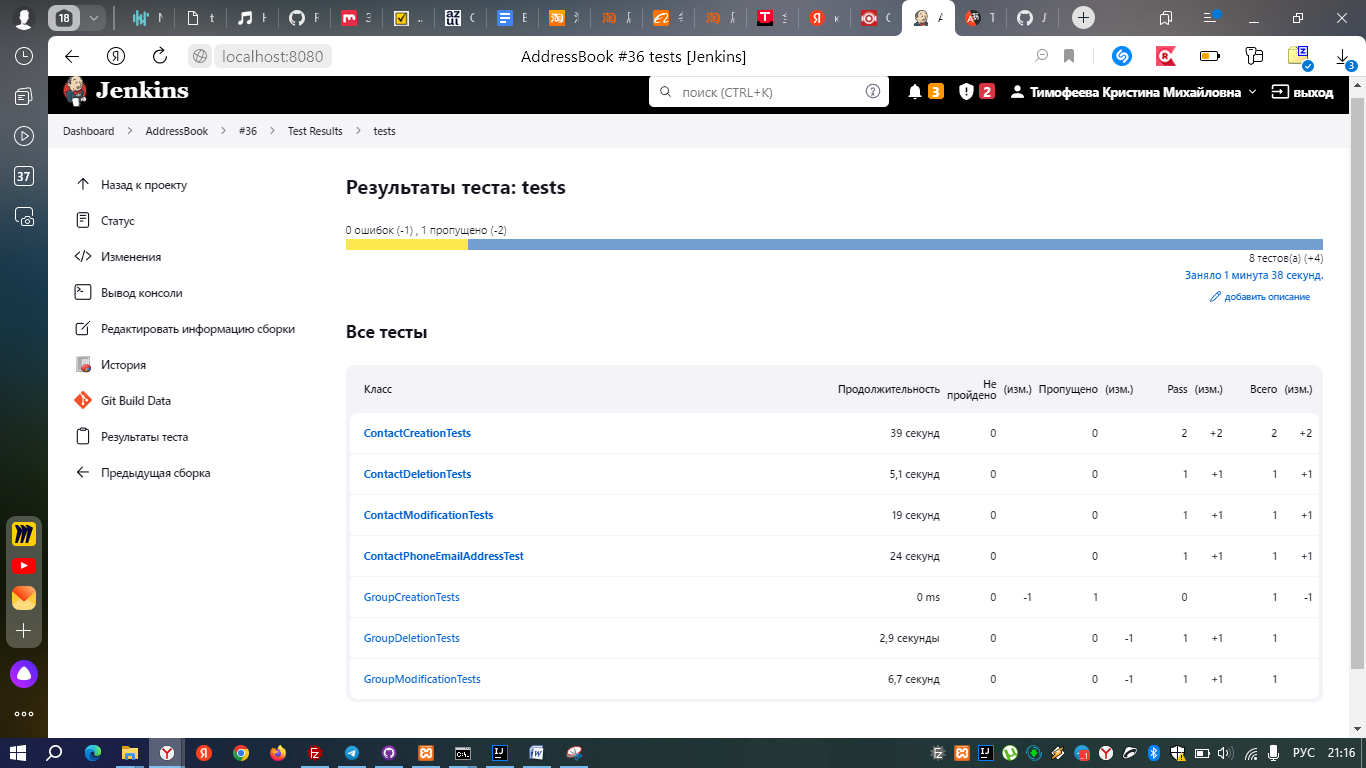 18
localhost:8080
AddressBook #36 tests [Jenkins]
3
Jenkins
поиск (CTRL+K)
3
2
Тимофеева Кристина Михайловна
выход
Dashboard
AddressBook
#36
Test Results
tests
37
Назад к проекту
Статус
Изменения
Вывод консоли
Редактировать информацию сборки
История
Git Build Data
Результаты теста
Предыдущая сборка
Результаты теста: tests
0 ошибок (-1) , 1 пропущено (-2)
8 тестов(а) (+4)
Заняло 1 минута 38 секунд.
добавить описание
Все тесты
Класс Продолжительность Не пройдено (изм.) Пропущено (изм.) Pass (изм.) Всего (изм.)
ContactCreationTests 39 секунд 0 0 2 +2 2 +2
ContactDeletionTests 5,1 секунд 0 0 1 +1 1 +1
ContactModificationTests 19 секунд 0 0 1 +1 1 +1
ContactPhoneEmailAddressTest 24 секунд 0 0 1 +1 1 +1
GroupCreationTests 0 ms 0 -1 1 0 1 -1
GroupDeletionTests 2,9 секунды 0 0 -1 1 +1 1
GroupModificationTests 6,7 секунд 0 0 -1 1 +1 1
РУС
21:16